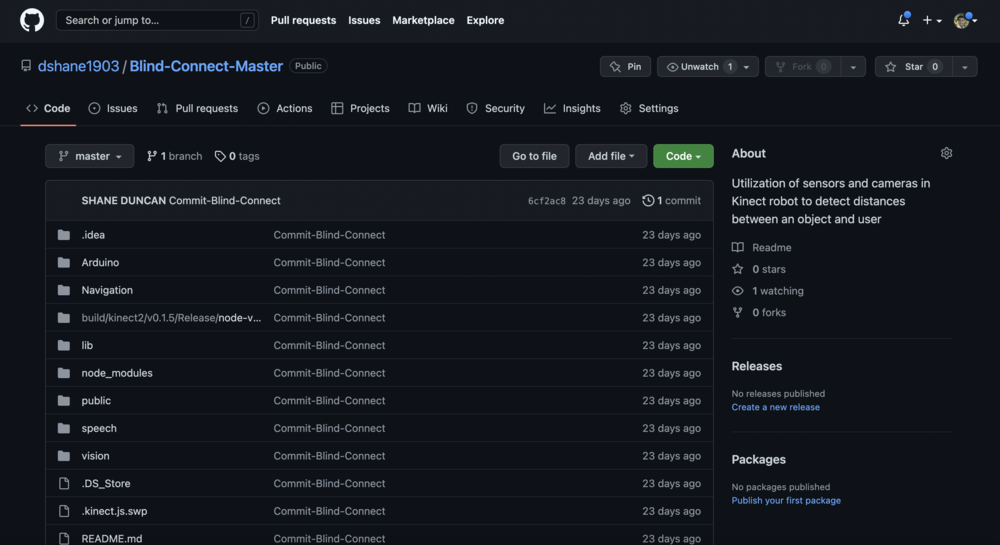 Search or jump to... / Pull requests Issues Marketplace Explore
dshane1903 / Blind-Connect-Master Public Pin Unwatch 1 Fork 0 Star 0
Code Issues Pull requests Actions Projects Wiki Security Insights Settings
master 1 branch 0 tags Go to file Add file Code
SHANE DUNCAN Commit-Blind-Connect 6cf2ac8 23 days ago 1 commit
.idea Commit-Blind-Connect 23 days ago
Arduino Commit-Blind-Connect 23 days ago
Navigation Commit-Blind-Connect 23 days ago
build/kinect2/v0.1.5/Release/node-v... Commit-Blind-Connect 23 days ago
lib Commit-Blind-Connect 23 days ago
node_modules Commit-Blind-Connect 23 days ago
public Commit-Blind-Connect 23 days ago
speech Commit-Blind-Connect 23 days ago
vision Commit-Blind-Connect 23 days ago
.DS_Store Commit-Blind-Connect 23 days ago
.kinect.js.swp Commit-Blind-Connect 23 days ago
README.md Commit-Blind-Connect 23 days ago
About
Utilization of sensors and cameras in
Kinect robot to detect distances
between an object and user
Readme
0 stars
1 watching
0 forks
Releases
No releases published
Create a new release
Packages
No packages published
Publish your first package